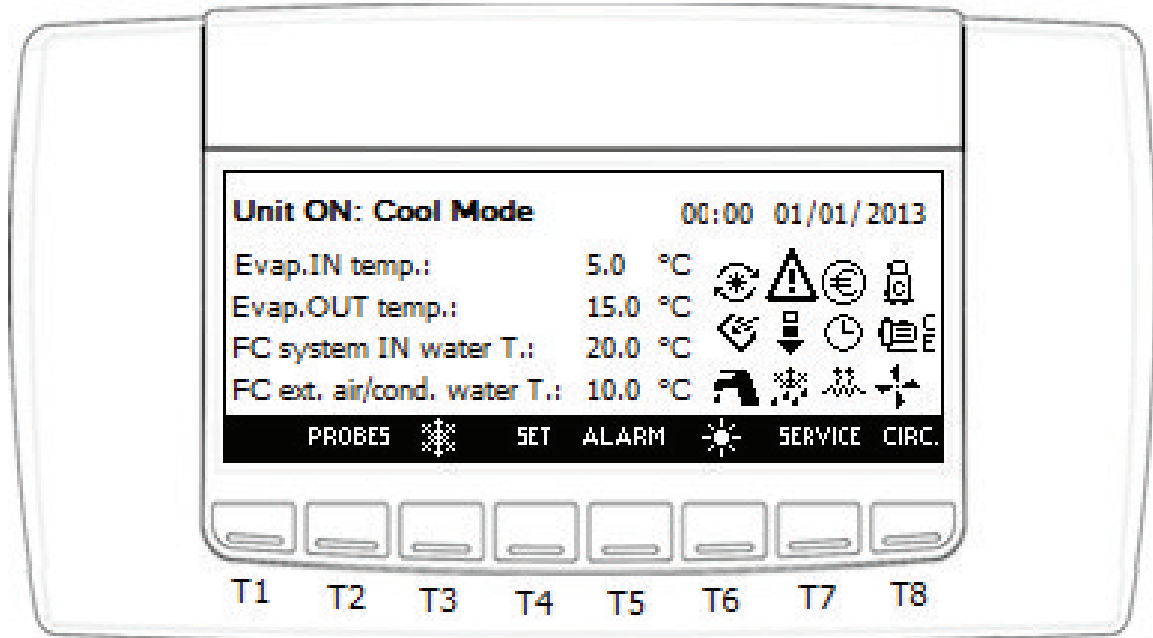 Unit ON: Cool Mode 00:00 01/01/2013
Evap.IN temp.: 5.0 °C
Evap.OUT temp.: 15.0 °C
FC system IN water T.: 20.0 °C
FC ext. air/cond. water T.: 10.0 °C
€ C
C E
PROBES SET ALARM SERVICE CIRC.
T1 T2 T3 T4 T5 T6 T7 T8